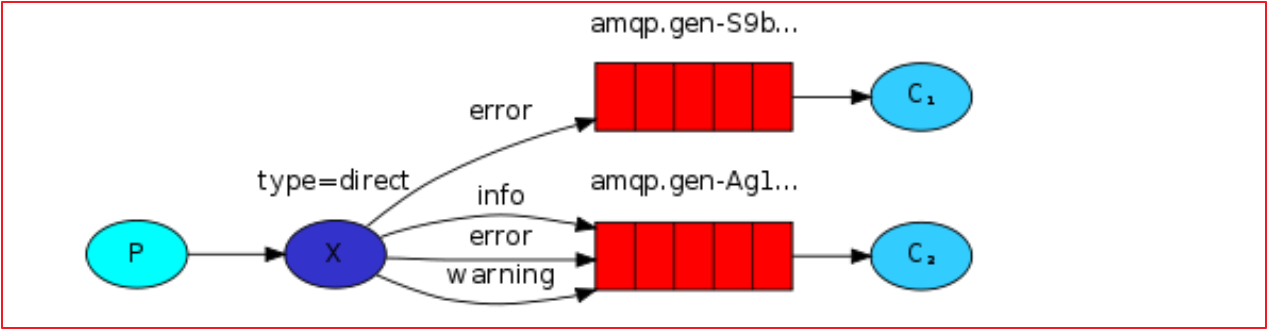 amqp.gen-S9b...
C₁
error
type=direct
amqp.gen-Ag1...
info
P
X
error
C₂
warning